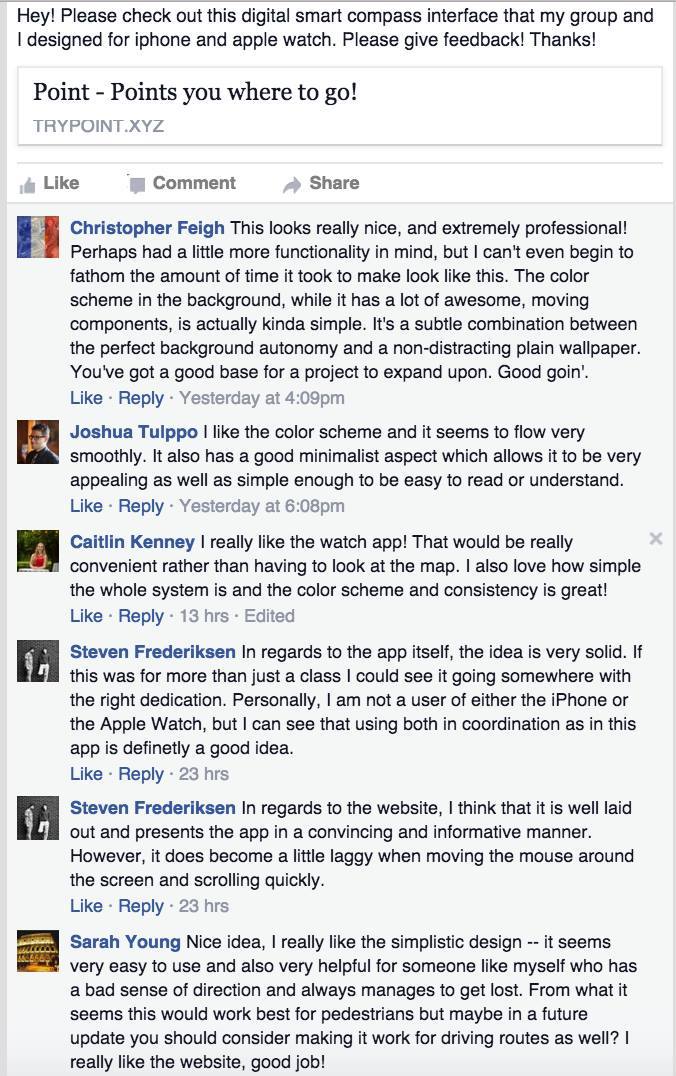 Hey! Please check out this digital smart compass interface that my group and
I designed for iphone and apple watch. Please give feedback! Thanks!
Point - Points you where to go!
TRYPOINT.XYZ
Like Comment Share
Christopher Feigh This looks really nice, and extremely professional!
Perhaps had a little more functionality in mind, but I can't even begin to
fathom the amount of time it took to make look like this. The color
scheme in the background, while it has a lot of awesome, moving
components, is actually kinda simple. It's a subtle combination between
the perfect background autonomy and a non-distracting plain wallpaper.
You've got a good base for a project to expand upon. Good goin'.
Like · Reply · Yesterday at 4:09pm
Joshua Tulppo I like the color scheme and it seems to flow very
smoothly. It also has a good minimalist aspect which allows it to be very
appealing as well as simple enough to be easy to read or understand.
Like · Reply · Yesterday at 6:08pm
Caitlin Kenney I really like the watch app! That would be really
convenient rather than having to look at the map. I also love how simple
the whole system is and the color scheme and consistency is great!
Like · Reply · 13 hrs · Edited
Steven Frederiksen In regards to the app itself, the idea is very solid. If
this was for more than just a class I could see it going somewhere with
the right dedication. Personally, I am not a user of either the iPhone or
the Apple Watch, but I can see that using both in coordination as in this
app is definetly a good idea.
Like · Reply · 23 hrs
Steven Frederiksen In regards to the website, I think that it is well laid
out and presents the app in a convincing and informative manner.
However, it does become a little laggy when moving the mouse around
the screen and scrolling quickly.
Like · Reply · 23 hrs
Sarah Young Nice idea, I really like the simplistic design -- it seems
very easy to use and also very helpful for someone like myself who has
a bad sense of direction and always manages to get lost. From what it
seems this would work best for pedestrians but maybe in a future
update you should consider making it work for driving routes as well? I
really like the website, good job!